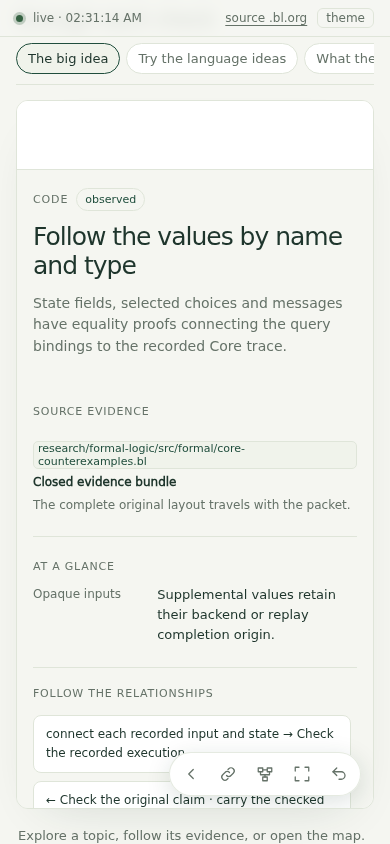 live · 02:31:14 AM
source .bl.org
theme
The big idea
Try the language ideas
What the
CODE
observed
Follow the values by name
and type
State fields, selected choices and messages
have equality proofs connecting the query
bindings to the recorded Core trace.
SOURCE EVIDENCE
research/formal-logic/src/formal/core-
counterexamples.bl
Closed evidence bundle
The complete original layout travels with the packet.
AT A GLANCE
Opaque inputs
Supplemental values retain
their backend or replay
completion origin.
FOLLOW THE RELATIONSHIPS
connect each recorded input and state → Check
the recorded execution
← Check the original claim · carry the checked
Explore a topic, follow its evidence, or open the map.